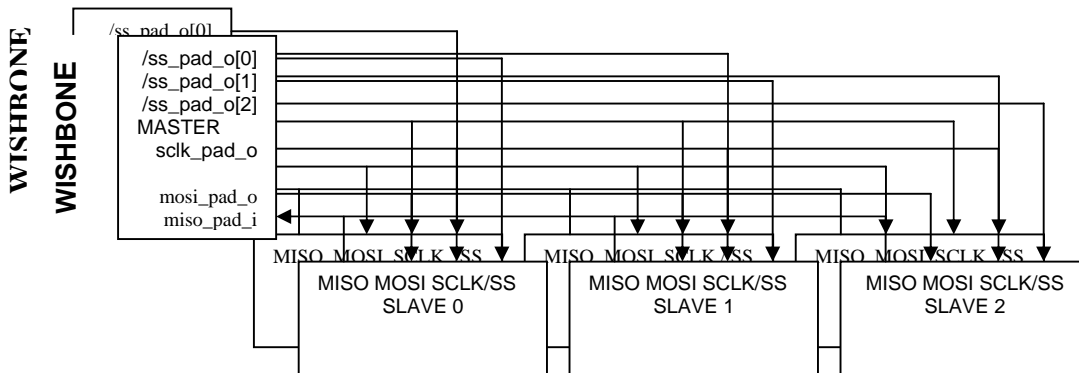 WISHBONE
WISHBONE
/ss_pad_o[0]
/ss_pad_o[0]
/ss_pad_o[1]
/ss_pad_o[2]
MASTER
sclk_pad_o
mosi_pad_o
miso_pad_i
MISO MOSI SCLK /SS
MISO MOSI SCLK /SS
MISO MOSI SCLK /SS
MISO MOSI SCLK/SS
SLAVE 0
MISO MOSI SCLK/SS
SLAVE 1
MISO MOSI SCLK/SS
SLAVE 2